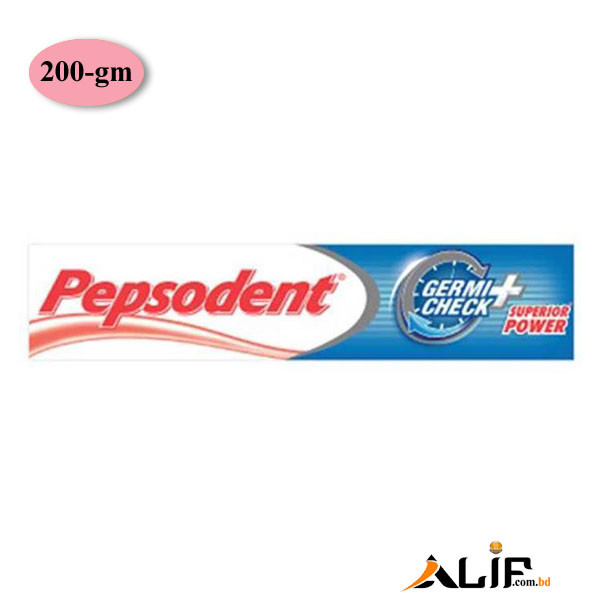 200-gm
Pepsodent®
GERMI
CHECK+
SUPERIOR
POWER
ALIF
.com.bd